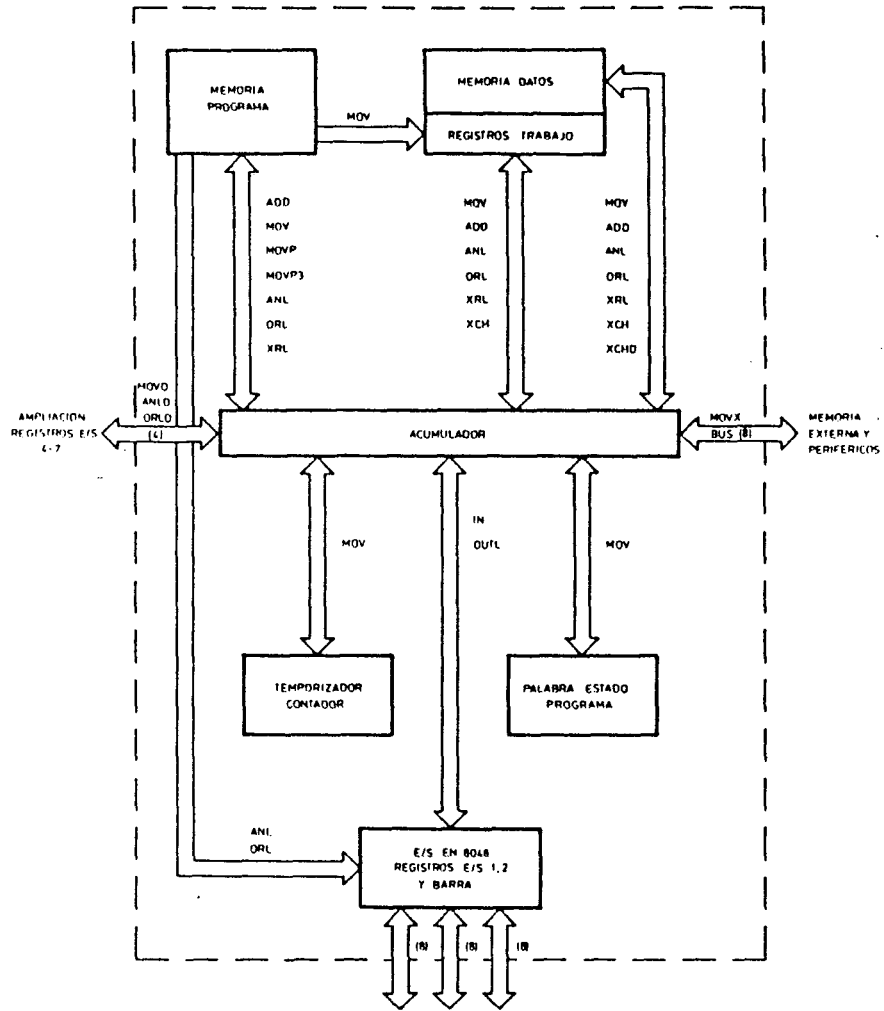 MEMORIA
PROGRAMA
MOV
MEMORIA DATOS
REGISTROS TRABAJO
ADD
MOV
MOVP
MOVP3
ANL
ORL
XRL
MOV
ADD
ANL
ORL
XRL
XCH
MOV
ADD
ANL
ORL
XRL
XCH
XCHD
AMPLIACION
REGISTROS E/S
4-7
MOVD
ANLD
ORLD
(4)
ACUMULADOR
MOVX
BUS (8)
MEMORIA
EXTERNA Y
PERIFERICOS
MOV
IN
OUTL
MOV
TEMPORIZADOR
CONTADOR
PALABRA ESTADO
PROGRAMA
ANL
ORL
E/S EN 8048
REGISTROS E/S 1,2
Y BARRA
(8) (8) (8)